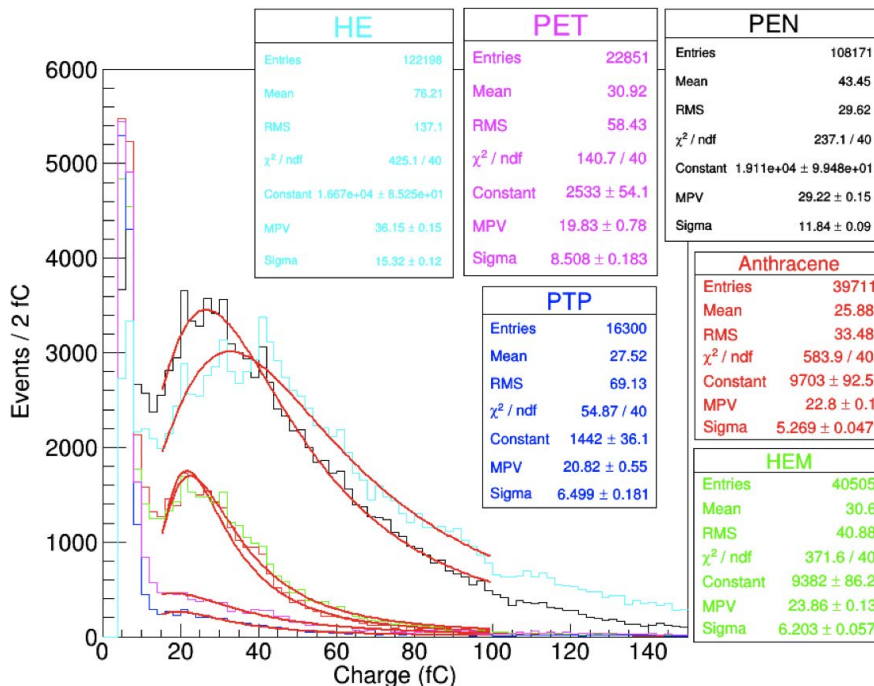 HE
Entries 122198
Mean 76.21
RMS 137.1
χ² / ndf 425.1 / 40
Constant 1.667e+04 ± 8.525e+01
MPV 36.15 ± 0.15
Sigma 15.32 ± 0.12
PET
Entries 22851
Mean 30.92
RMS 58.43
χ² / ndf 140.7 / 40
Constant 2533 ± 54.1
MPV 19.83 ± 0.78
Sigma 8.508 ± 0.183
PEN
Entries 108171
Mean 43.45
RMS 29.62
χ² / ndf 237.1 / 40
Constant 1.911e+04 ± 9.948e+01
MPV 29.22 ± 0.15
Sigma 11.84 ± 0.09
PTP
Entries 16300
Mean 27.52
RMS 69.13
χ² / ndf 54.87 / 40
Constant 1442 ± 36.1
MPV 20.82 ± 0.55
Sigma 6.499 ± 0.181
Anthracene
Entries 39711
Mean 25.88
RMS 33.48
χ² / ndf 583.9 / 40
Constant 9703 ± 92.5
MPV 22.8 ± 0.1
Sigma 5.269 ± 0.047
HEM
Entries 40505
Mean 30.6
RMS 40.88
χ² / ndf 371.6 / 40
Constant 9382 ± 86.2
MPV 23.86 ± 0.13
Sigma 6.203 ± 0.057
Events / 2 fC
6000
5000
4000
3000
2000
1000
0
0 20 40 60 80 100 120 140
Charge (fC)